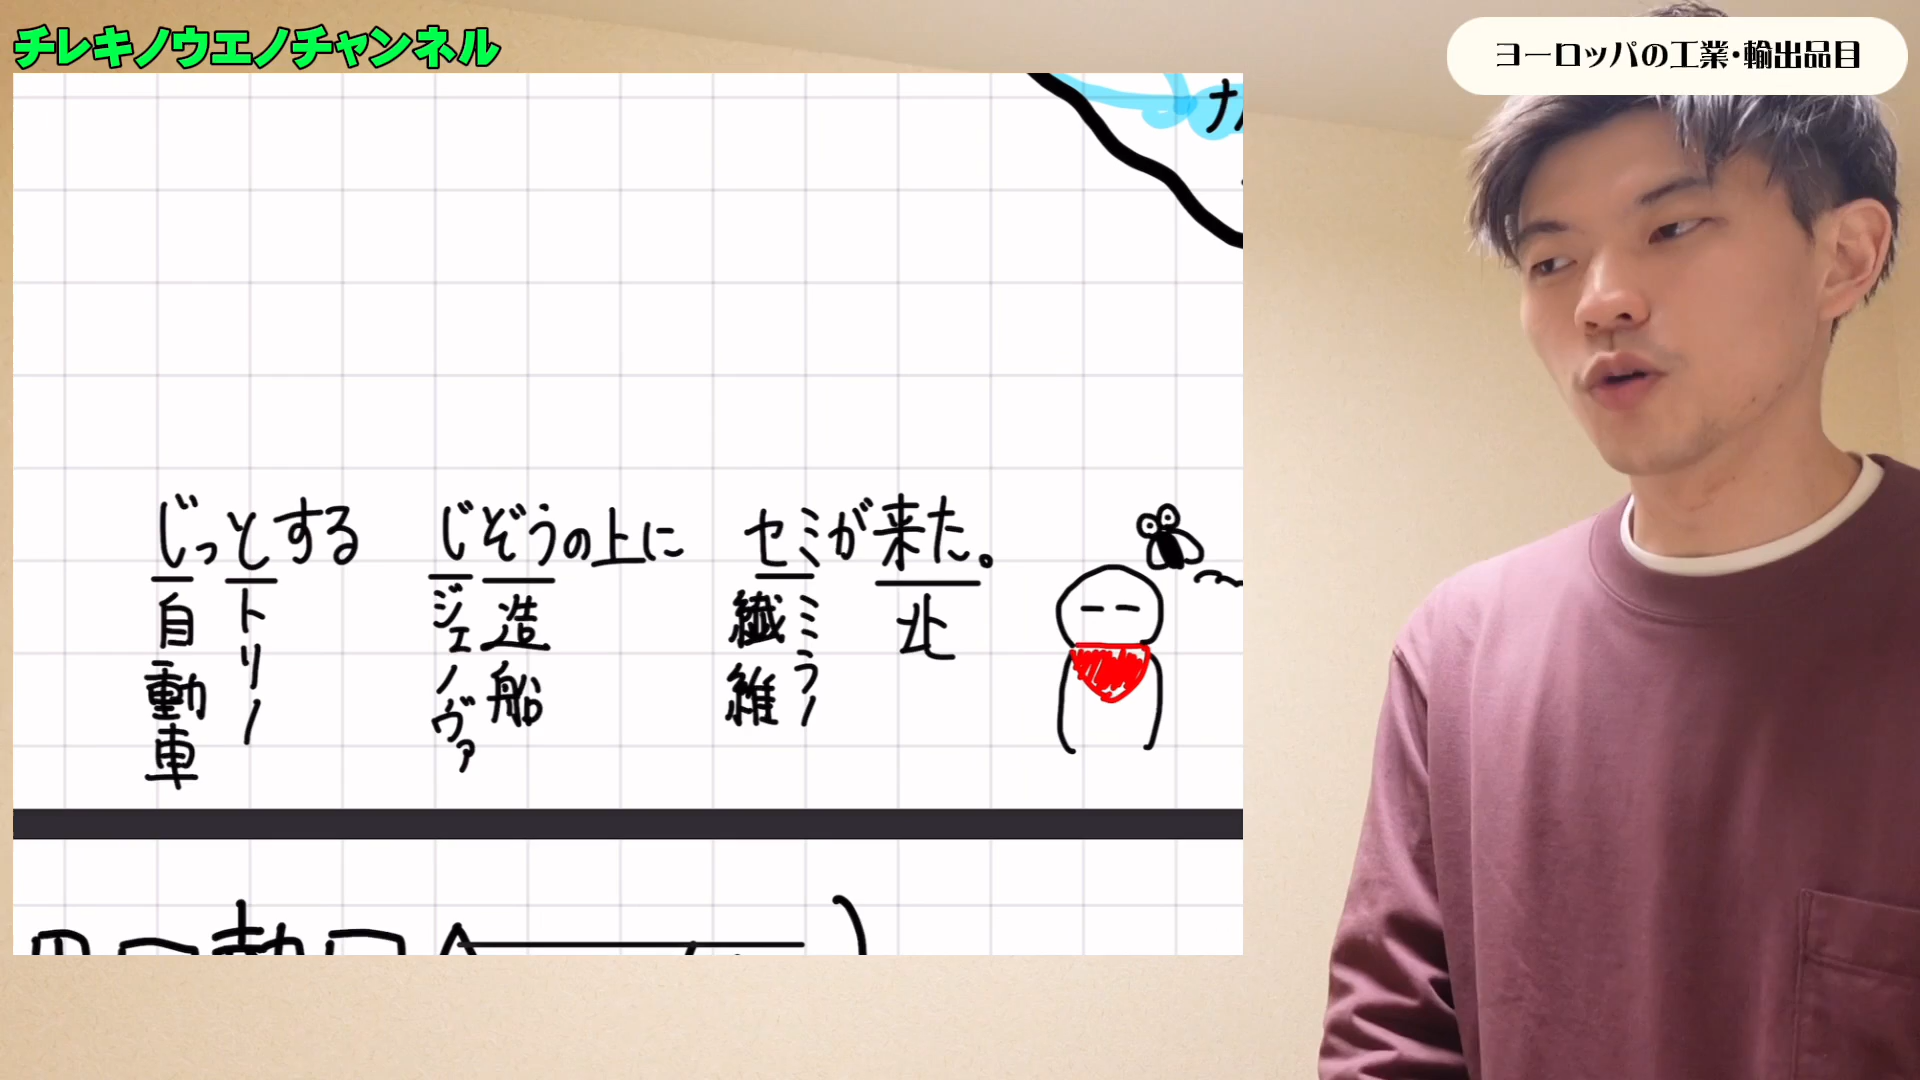 チレキノウエノチャンネル
ヨーロッパの工業・輸出品目
じっとする じぞうの上に セミが来た。
自動車 トリノ ジェノヴァ 造船 繊維 ミラノ 北